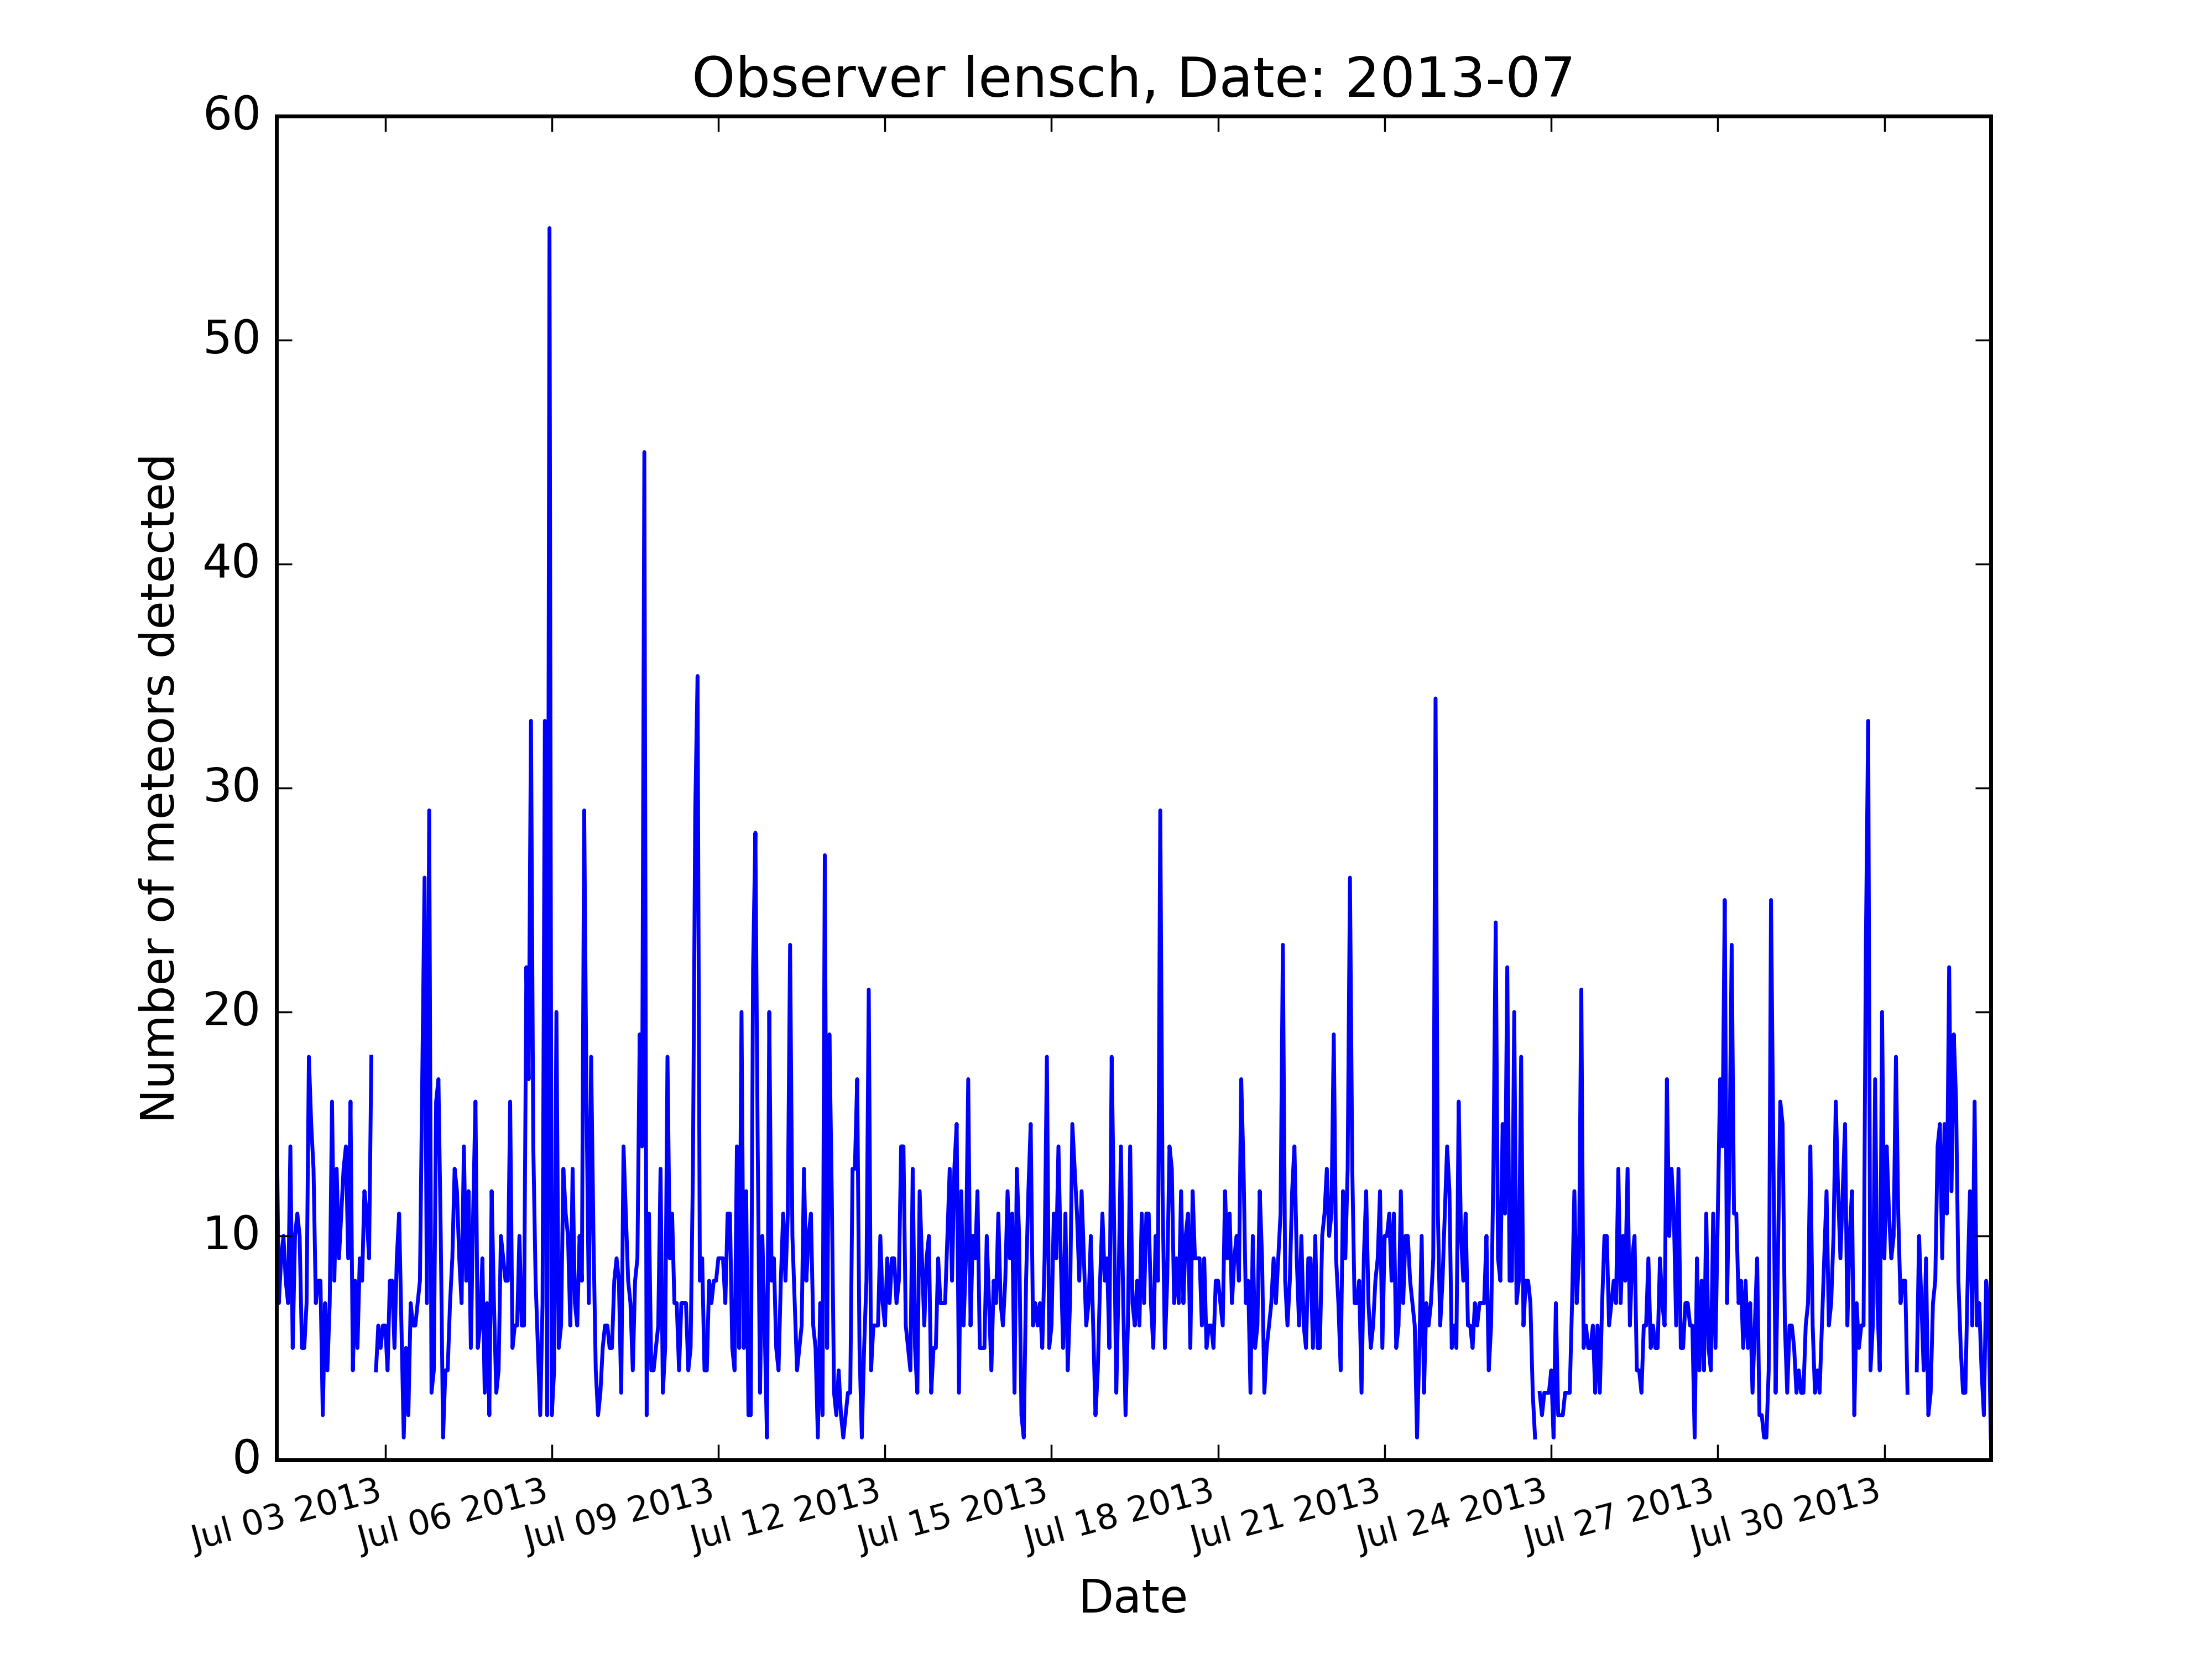 Observer lensch, Date: 2013-07
60
50
40
30
20
10
0
Number of meteors detected
Jul 03 2013
Jul 06 2013
Jul 09 2013
Jul 12 2013
Jul 15 2013
Jul 18 2013
Jul 21 2013
Jul 24 2013
Jul 27 2013
Jul 30 2013
Date